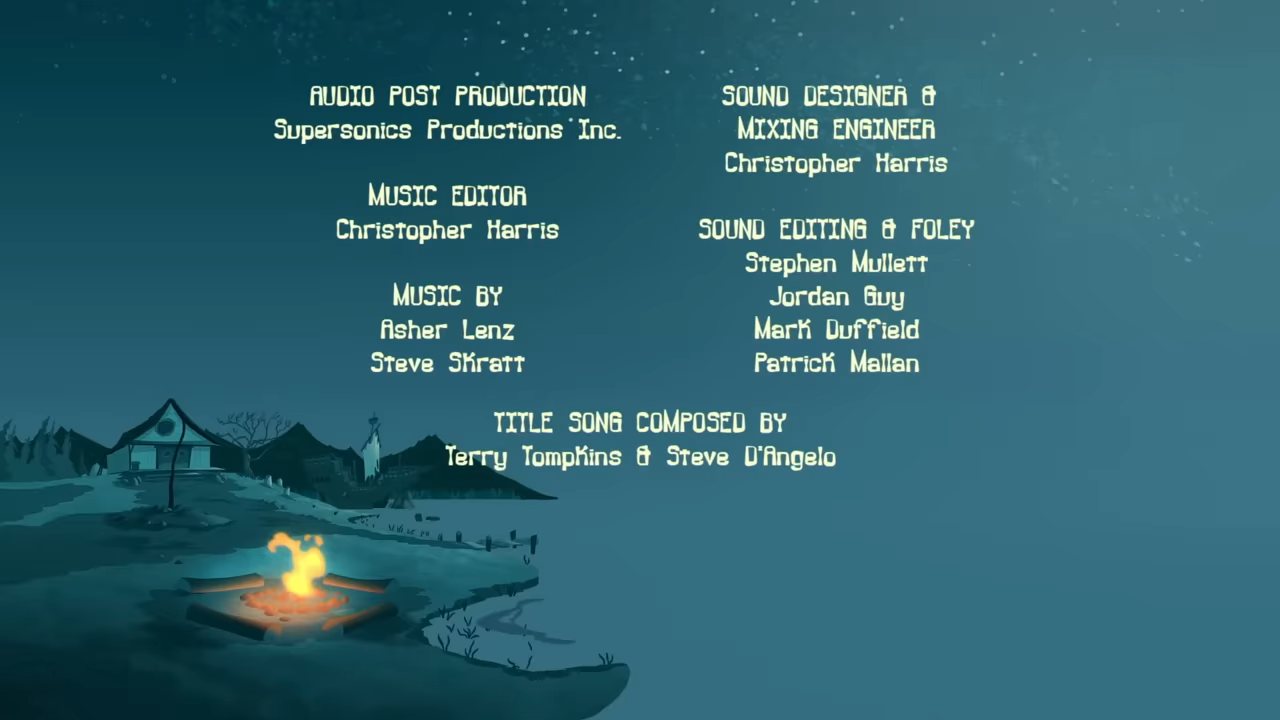 AUDIO POST PRODUCTION
Supersonics Productions Inc.
MUSIC EDITOR
Christopher Harris
MUSIC BY
Asher Lenz
Steve Skratt
SOUND DESIGNER &
MIXING ENGINEER
Christopher Harris
SOUND EDITING & FOLEY
Stephen Mullett
Jordan Guy
Mark Duffield
Patrick Mallan
TITLE SONG COMPOSED BY
Terry Tompkins & Steve D'Angelo